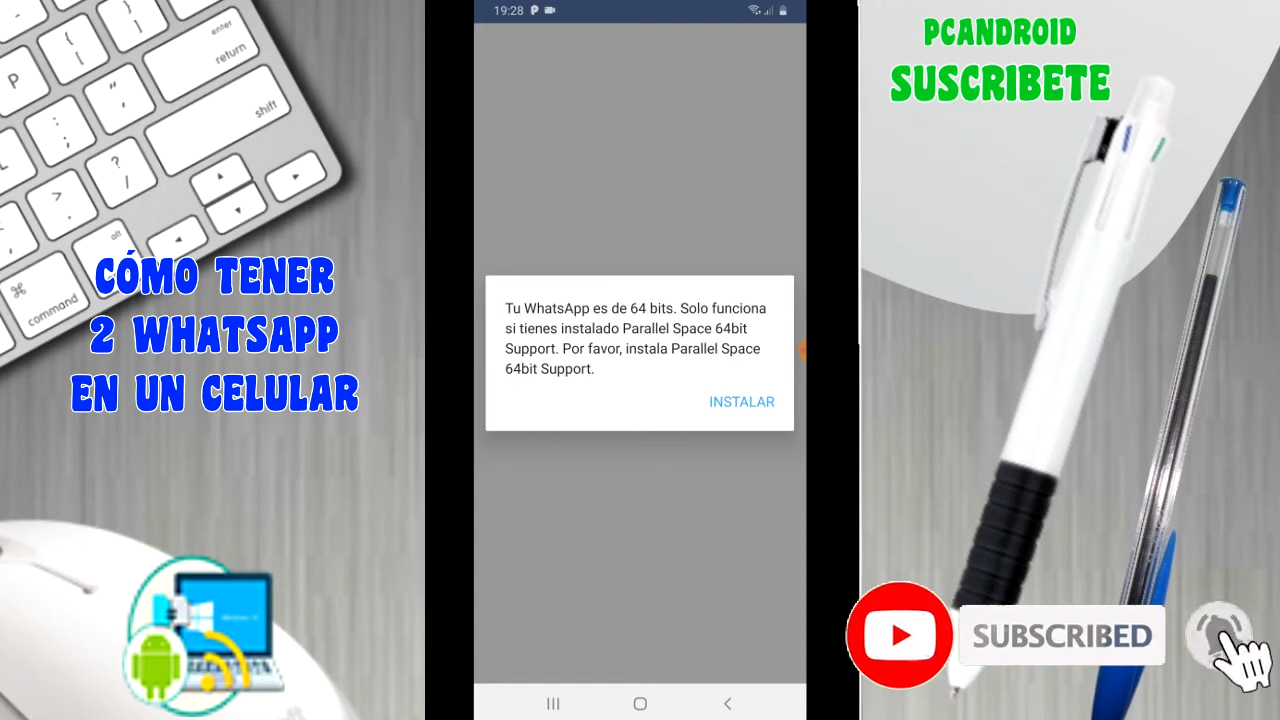 enter
return
P
shift
alt
command
CÓMO TENER
2 WHATSAPP
EN UN CELULAR
19:28
Tu WhatsApp es de 64 bits. Solo funciona
si tienes instalado Parallel Space 64bit
Support. Por favor, instala Parallel Space
64bit Support.
INSTALAR
PCANDROID
SUSCRIBETE
SUBSCRIBED